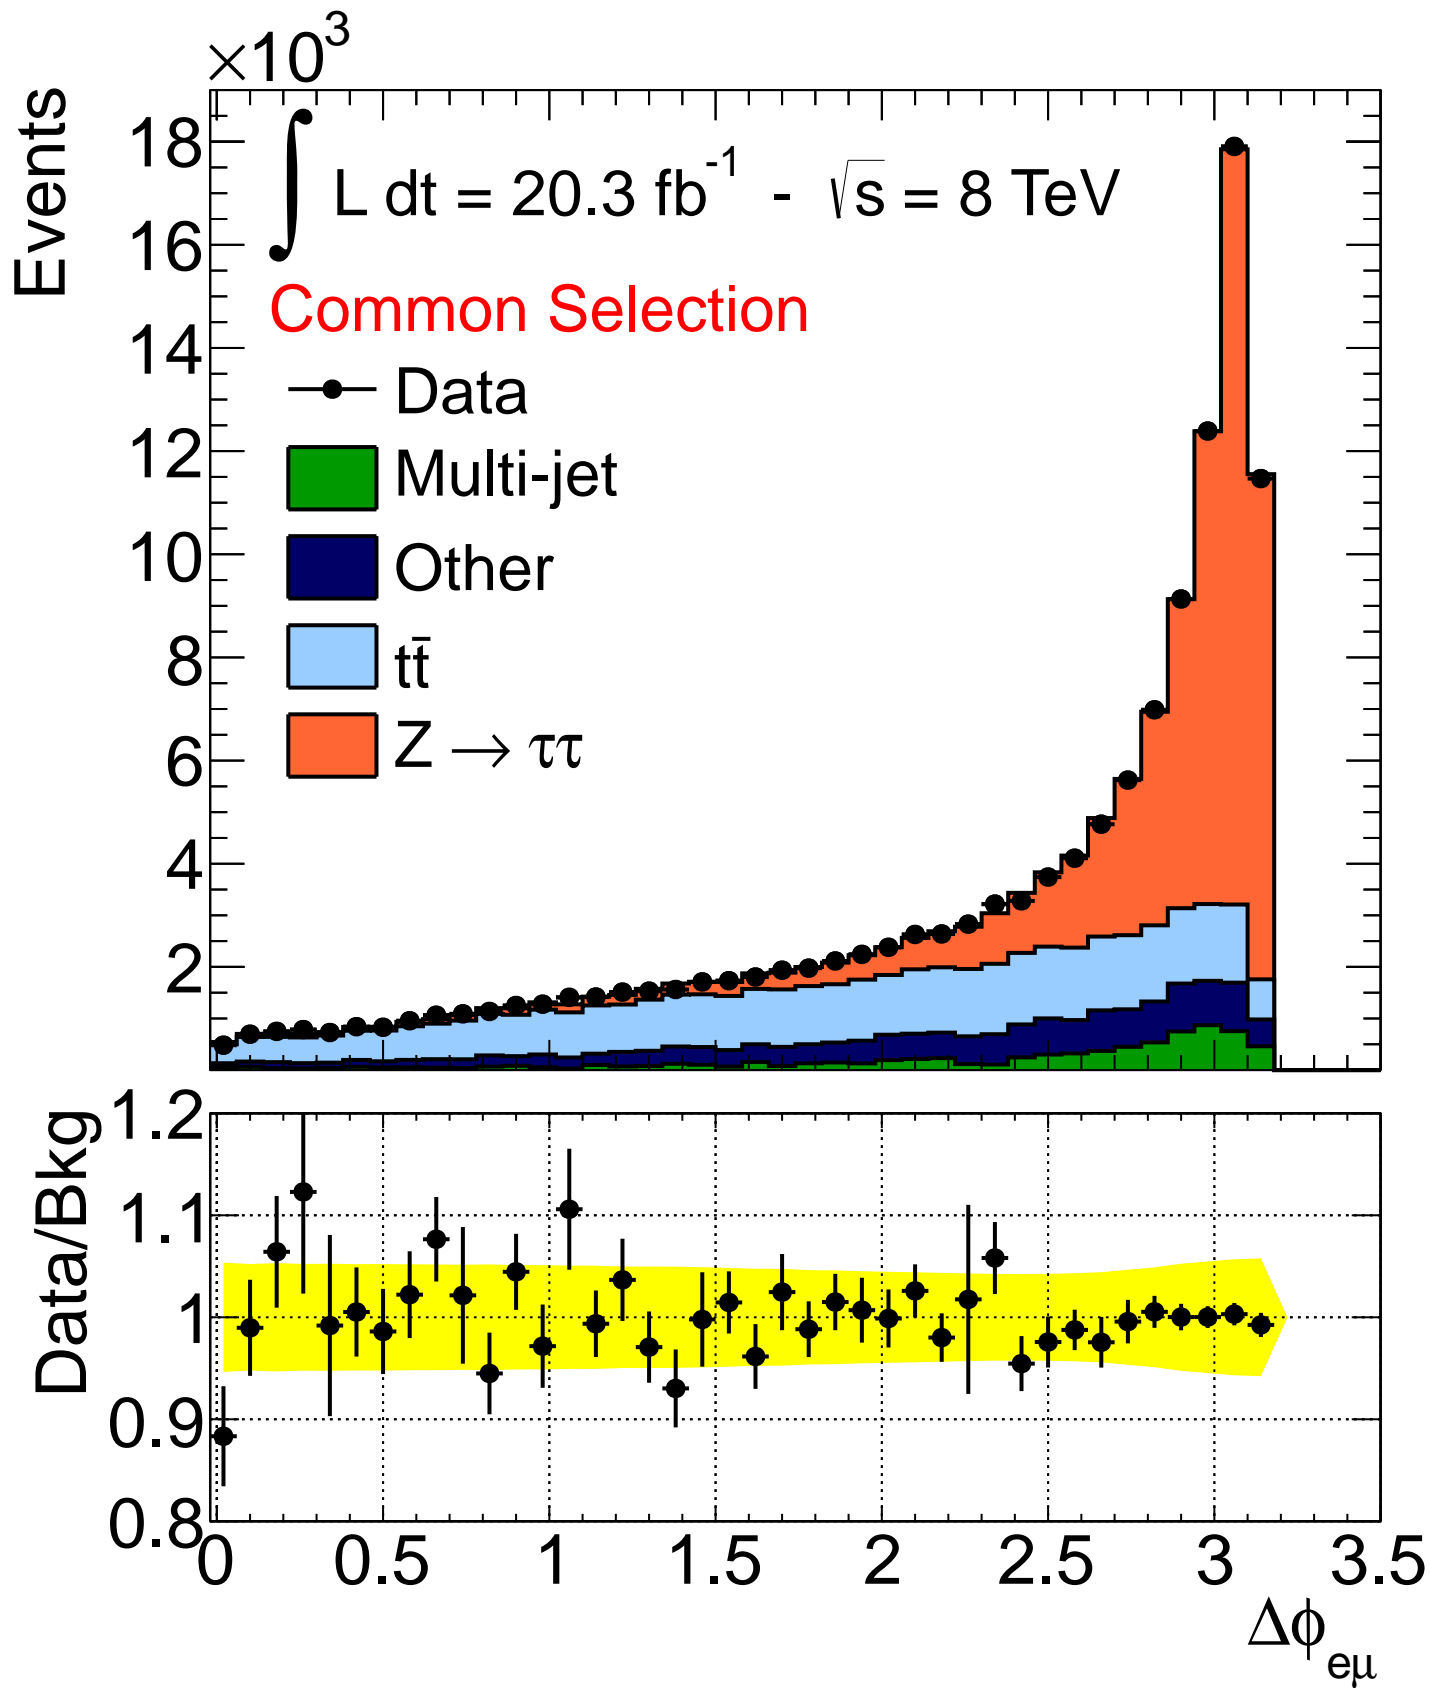 ×10³
Events
18
16
14
12
10
8
6
4
2
∫ L dt = 20.3 fb⁻¹ - √s = 8 TeV
Common Selection
Data
Multi-jet
Other
tt̄
Z → ττ
Data/Bkg
1.2
1.1
1
0.9
0.8
0 0.5 1 1.5 2 2.5 3 3.5
Δϕ_eμ